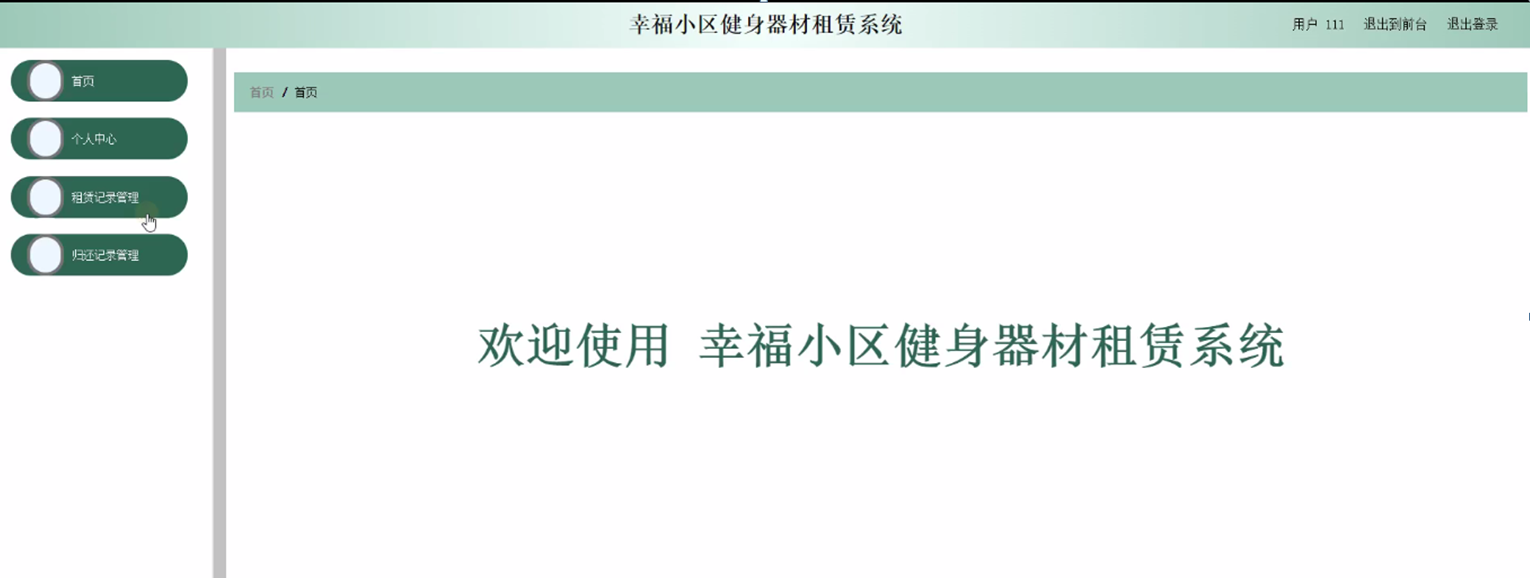 幸福小区健身器材租赁系统
用户 111 退出到前台 退出登录
首页
个人中心
租赁记录管理
归还记录管理
首页 / 首页
欢迎使用 幸福小区健身器材租赁系统